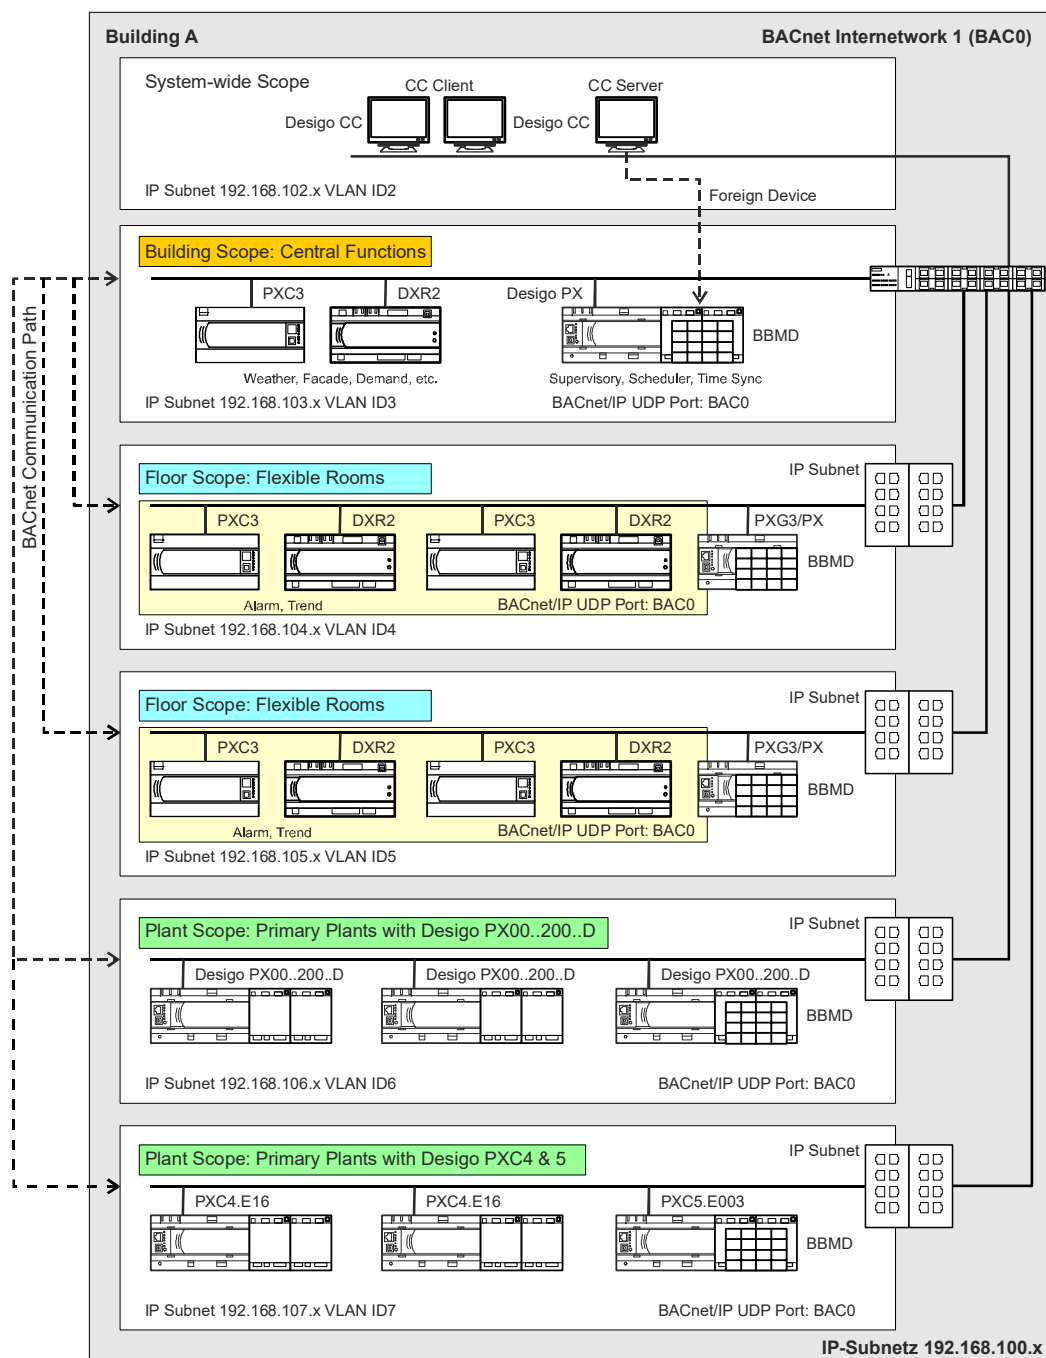 Building A
BACnet Internetwork 1 (BAC0)
System-wide Scope
CC Client
CC Server
Desigo CC
Desigo CC
IP Subnet 192.168.102.x VLAN ID2
Foreign Device
Building Scope: Central Functions
PXC3
DXR2
Desigo PX
BBMD
Weather, Facade, Demand, etc.
Supervisory, Scheduler, Time Sync
IP Subnet 192.168.103.x VLAN ID3
BACnet/IP UDP Port: BAC0
BACnet Communication Path
Floor Scope: Flexible Rooms
IP Subnet
PXC3
DXR2
PXC3
DXR2
PXG3/PX
BBMD
Alarm, Trend
BACnet/IP UDP Port: BAC0
IP Subnet 192.168.104.x VLAN ID4
Floor Scope: Flexible Rooms
IP Subnet
PXC3
DXR2
PXC3
DXR2
PXG3/PX
BBMD
Alarm, Trend
BACnet/IP UDP Port: BAC0
IP Subnet 192.168.105.x VLAN ID5
Plant Scope: Primary Plants with Desigo PX00..200..D
IP Subnet
Desigo PX00..200..D
Desigo PX00..200..D
Desigo PX00..200..D
BBMD
IP Subnet 192.168.106.x VLAN ID6
BACnet/IP UDP Port: BAC0
Plant Scope: Primary Plants with Desigo PXC4 & 5
IP Subnet
PXC4.E16
PXC4.E16
PXC5.E003
BBMD
IP Subnet 192.168.107.x VLAN ID7
BACnet/IP UDP Port: BAC0
IP-Subnetz 192.168.100.x